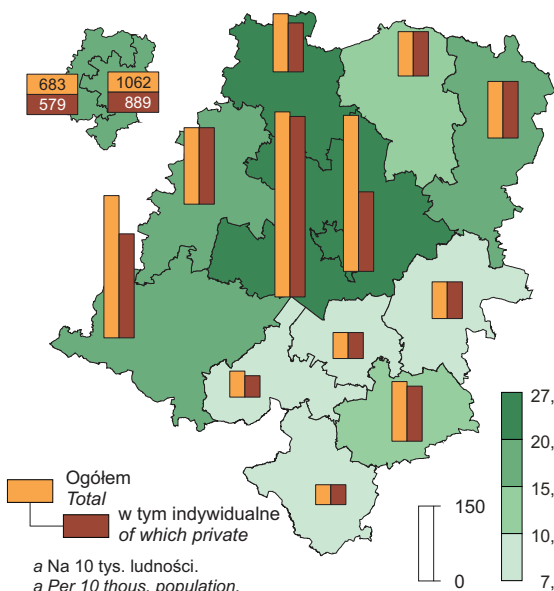 683
579
1062
889
27,
20,
15,
10,
7,
150
0
Ogółem
Total
w tym indywidualne
of which private
a Na 10 tys. ludności.
a Per 10 thous. population.